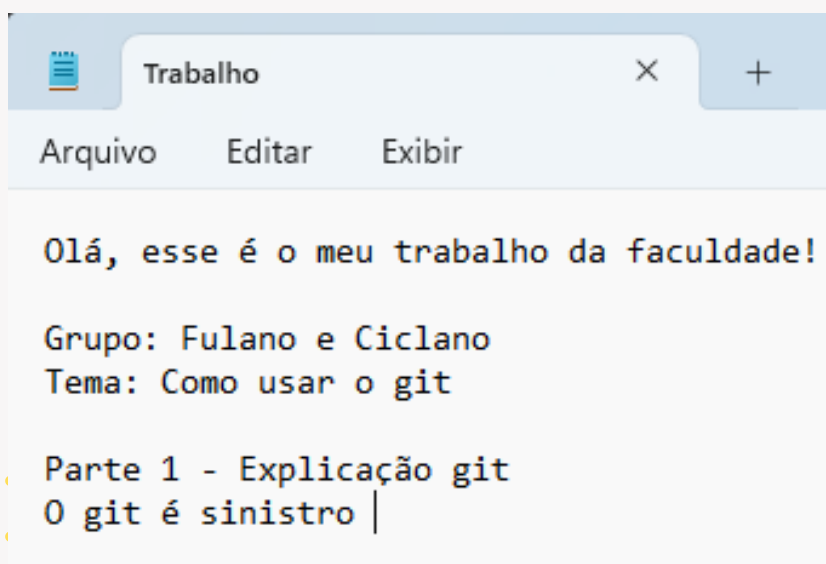 Trabalho
Arquivo Editar Exibir
Olá, esse é o meu trabalho da faculdade!
Grupo: Fulano e Ciclano
Tema: Como usar o git
Parte 1 - Explicação git
O git é sinistro